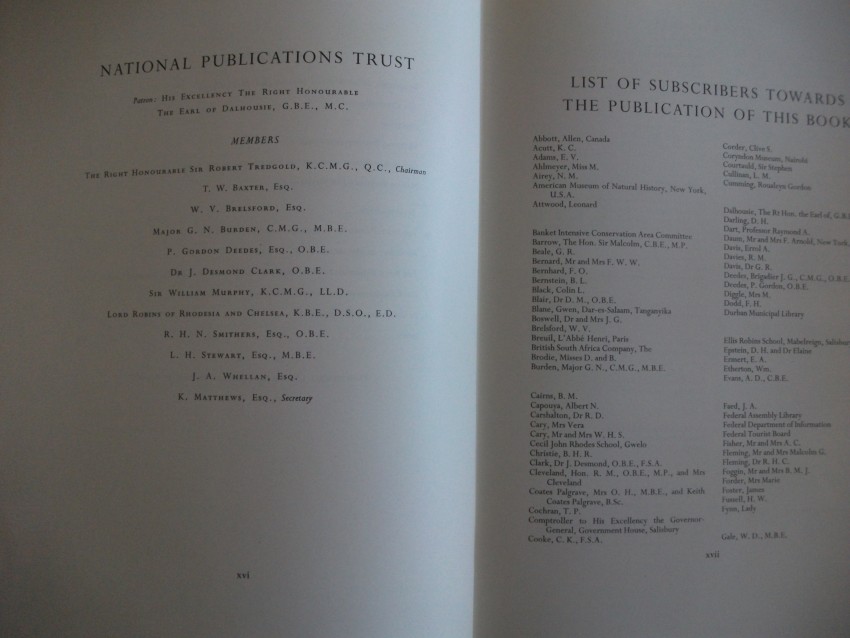 NATIONAL PUBLICATIONS TRUST
Patron: His Excellency The Right Honourable
The Earl of Dalhousie, G.B.E., M.C.
MEMBERS
The Right Honourable Sir Robert Tredgold, K.C.M.G., Q.C., Chairman
T. W. Baxter, Esq.
W. V. Brelsford, Esq.
Major G. N. Burden, C.M.G., M.B.E.
P. Gordon Deedes, Esq., O.B.E.
Dr J. Desmond Clark, O.B.E.
Sir William Murphy, K.C.M.G., LL.D.
Lord Robins of Rhodesia and Chelsea, K.B.E., D.S.O., E.D.
R. H. N. Smithers, Esq., O.B.E.
L. H. Stewart, Esq., M.B.E.
J. A. Whellan, Esq.
K. Matthews, Esq., Secretary
xvi
LIST OF SUBSCRIBERS TOWARDS
THE PUBLICATION OF THIS BOOK
Abbott, Allen, Canada
Acutt, K. C.
Adams, E. V.
Ahlmeyer, Miss M.
Airey, N. M.
American Museum of Natural History, New York,
U.S.A.
Attwood, Leonard
Banket Intensive Conservation Area Committee
Barrow, The Hon. Sir Malcolm, C.B.E., M.P.
Beale, G. R.
Bernard, Mr and Mrs F. W. W.
Bernhard, F. O.
Bernstein, B. L.
Black, Colin L.
Blair, Dr D. M., O.B.E.
Blane, Gwen, Dar-es-Salaam, Tanganyika
Boswell, Dr and Mrs J. G.
Brelsford, W. V.
Breuil, L'Abbé Henri, Paris
British South Africa Company, The
Brodie, Misses D. and B.
Burden, Major G. N., C.M.G., M.B.E.
Cairns, B. M.
Capouya, Albert N.
Carshalton, Dr R. D.
Cary, Mrs Vera
Cary, Mr and Mrs W. H. S.
Cecil John Rhodes School, Gwelo
Christie, B. H. R.
Clark, Dr J. Desmond, O.B.E., F.S.A.
Cleveland, Hon. R. M., O.B.E., M.P., and Mrs
Cleveland
Coates Palgrave, Mrs O. H., M.B.E., and Keith
Coates Palgrave, B.Sc.
Cochran, T. P.
Comptroller to His Excellency the Governor-
General, Government House, Salisbury
Cooke, C. K., F.S.A.
Corder, Clive S.
Coryndon Museum, Nairobi
Courtauld, Sir Stephen
Cullinan, L. M.
Cumming, Roualeyn Gordon
Dalhousie, The Rt Hon. the Earl of, G.B.
Darling, D. H.
Dart, Professor Raymond A.
Daum, Mr and Mrs F. Arnold, New York,
Davis, Errol A.
Davies, R. M.
Davis, Dr G. R.
Deedes, Brigadier J. G., C.M.G., O.B.E.
Deedes, P. Gordon, O.B.E.
Diggle, Mrs M.
Dodd, F. H.
Durban Municipal Library
Ellis Robins School, Mabelreign, Salisbury
Epstein, D. H. and Dr Elaine
Etherton, Wm.
Evans, A. D., C.B.E.
Faed, J. A.
Federal Assembly Library
Federal Department of Information
Federal Tourist Board
Fisher, Mr and Mrs A. C.
Fleming, Mr and Mrs Malcolm G.
Fleming, Dr R. H. C.
Foggin, Mr and Mrs B. M. J.
Forder, Mrs Marie
Foster, James
Fussell, H. W.
Fynn, Lady
Gale, W. D., M.B.E.
xvii